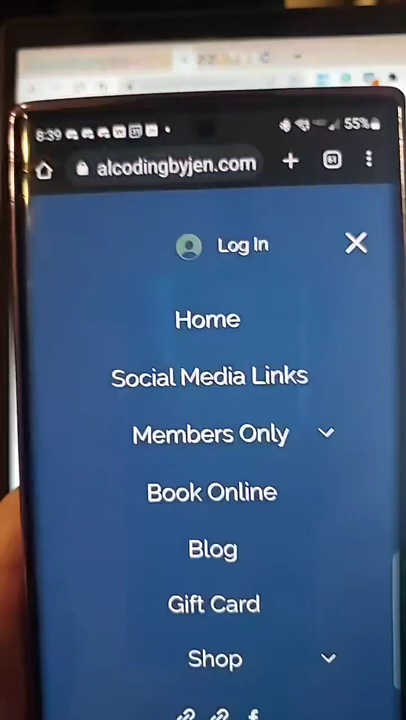 8:39
55%
alcodingbyjen.com
Log In
Home
Social Media Links
Members Only
Book Online
Blog
Gift Card
Shop